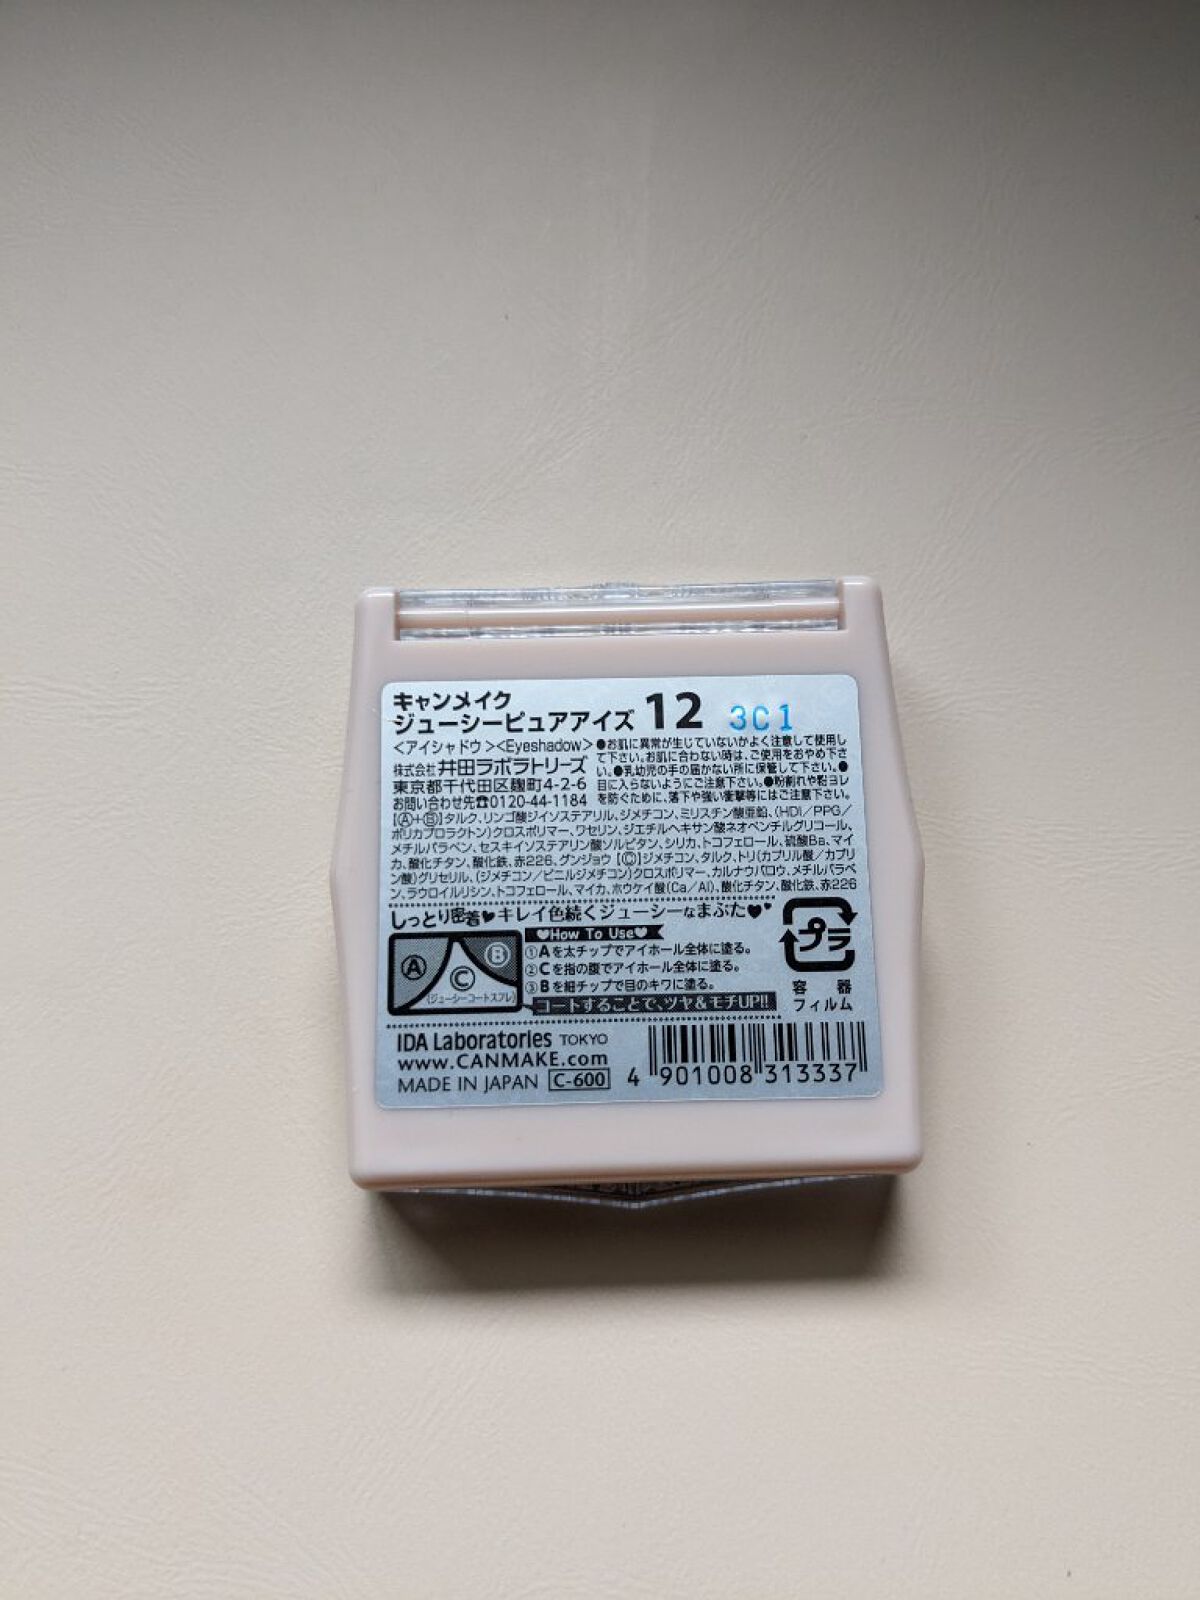 キャンメイク
ジューシーピュアアイズ 12 3C1
<アイシャドウ><Eyeshadow>
株式会社 井田ラボラトリーズ
東京都千代田区麹町4-2-6
お問い合わせ先☎0120-44-1184
●お肌に異常が生じていないかよく注意して使用し
て下さい。お肌に合わない時は、ご使用をおやめ下さ
い。●乳幼児の手の届かない所に保管して下さい。●
目に入らないようにご注意下さい。●粉割れや粉ヨレ
を防ぐために、落下や強い衝撃等にはご注意下さい。
【Ⓐ+Ⓑ】タルク、リンゴ酸ジイソステアリル、ジメチコン、ミリスチン酸亜鉛、(HDI/PPG/
ポリカプロラクトン)クロスポリマー、ワセリン、ジエチルヘキサン酸ネオペンチルグリコール、
メチルパラベン、セスキイソステアリン酸ソルビタン、シリカ、トコフェロール、硫酸Ba、マイ
カ、酸化チタン、酸化鉄、赤226、グンジョウ【Ⓒ】ジメチコン、タルク、トリ(カプリル酸/カプリ
ン酸)グリセリル、(ジメチコン/ビニルジメチコン)クロスポリマー、カルナウバロウ、メチルパラベ
ン、ラウロイルリシン、トコフェロール、マイカ、ホウケイ酸(Ca/Al)、酸化チタン、酸化鉄、赤226
しっとり密着♥キレイ色続くジューシーなまぶた♥♥
Ⓐ Ⓑ Ⓒ
(ジューシーコートスフレ)
♥How To Use♥
①Aを太チップでアイホール全体に塗る。
②Cを指の腹でアイホール全体に塗る。
③Bを細チップで目のキワに塗る。
コートすることで、ツヤ&モチUP!!
プラ
容器
フィルム
IDA Laboratories TOKYO
www.CANMAKE.com
MADE IN JAPAN C-600
4 901008 313337